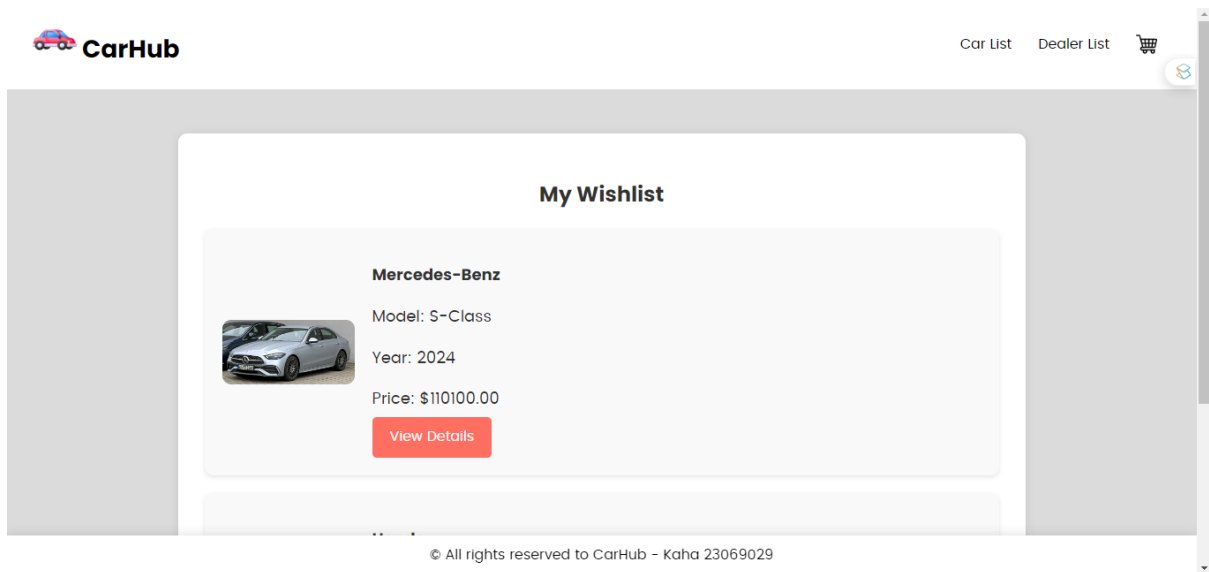 CarHub
Car List
Dealer List
My Wishlist
Mercedes-Benz
Model: S-Class
Year: 2024
Price: $110100.00
View Details
© All rights reserved to CarHub - Kaha 23069029